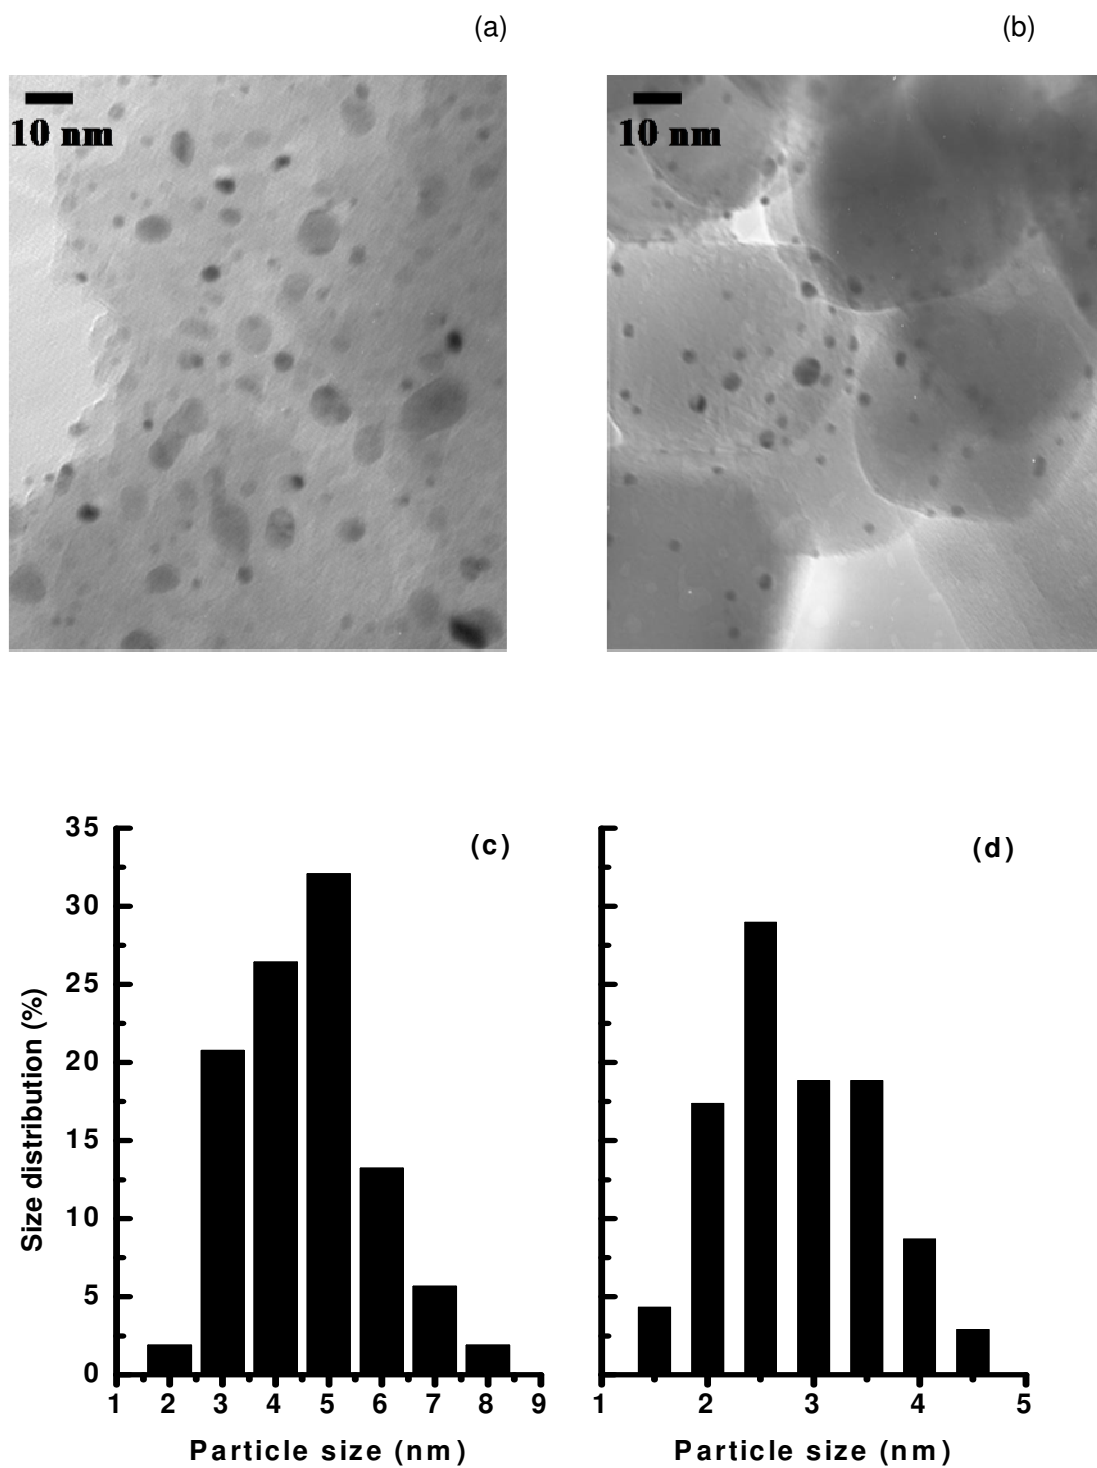 (a)
(b)
10 nm
10 nm
(c)
(d)
35
30
25
20
15
10
5
0
Size distribution (%)
1 2 3 4 5 6 7 8 9
1 2 3 4 5
Particle size (nm)
Particle size (nm)